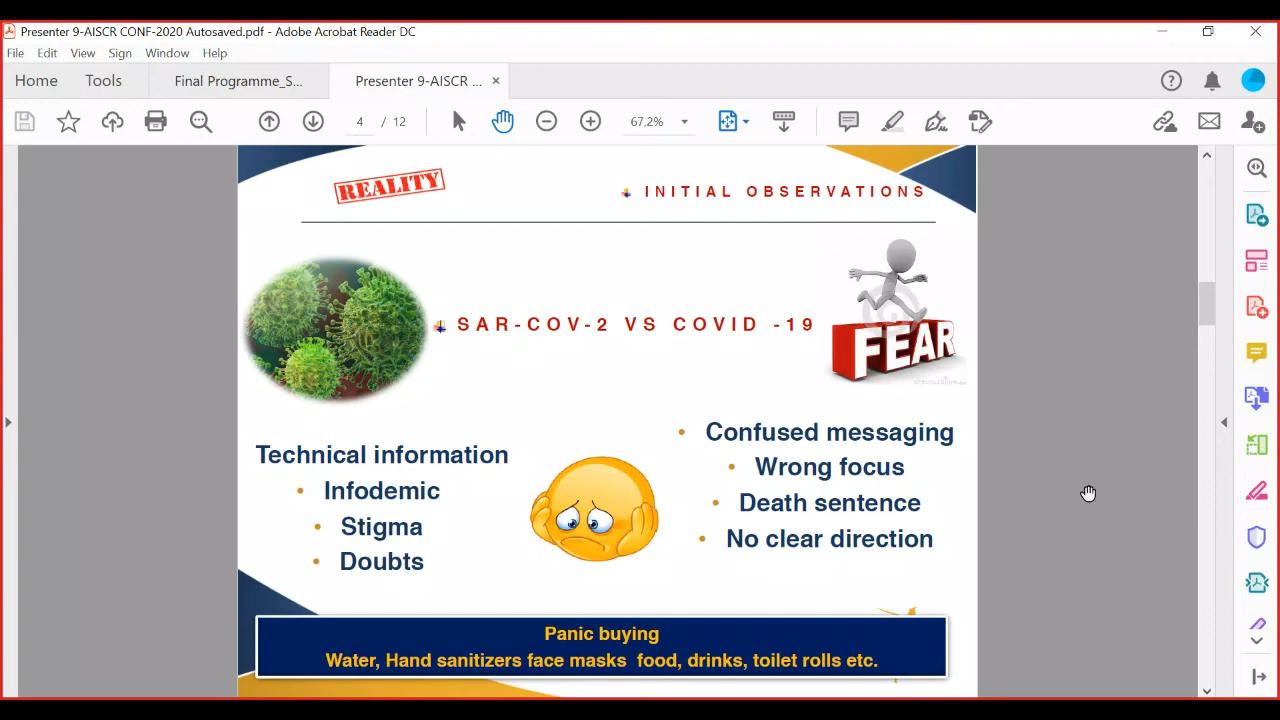 Presenter 9-AISCR CONF-2020 Autosaved.pdf - Adobe Acrobat Reader DC
File Edit View Sign Window Help
Home Tools Final Programme_S... Presenter 9-AISCR ... ×
4 / 12 67,2%
REALITY
INITIAL OBSERVATIONS
SAR-COV-2 VS COVID -19
FEAR
Technical information
• Infodemic
• Stigma
• Doubts
• Confused messaging
• Wrong focus
• Death sentence
• No clear direction
Panic buying
Water, Hand sanitizers face masks food, drinks, toilet rolls etc.